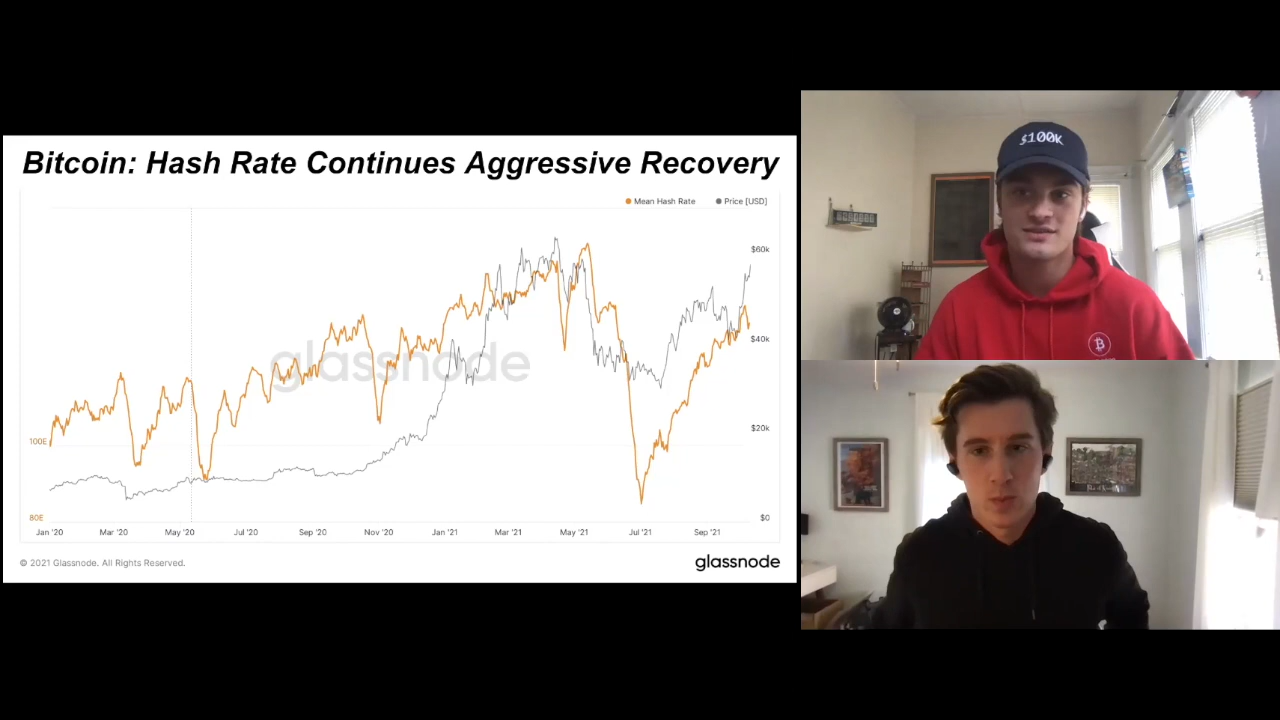 Bitcoin: Hash Rate Continues Aggressive Recovery
Mean Hash Rate Price [USD]
$60k
$40k
glassnode
$20k
100E
80E
$0
Jan '20 Mar '20 May '20 Jul '20 Sep '20 Nov '20 Jan '21 Mar '21 May '21 Jul '21 Sep '21
© 2021 Glassnode. All Rights Reserved.
glassnode
$100K